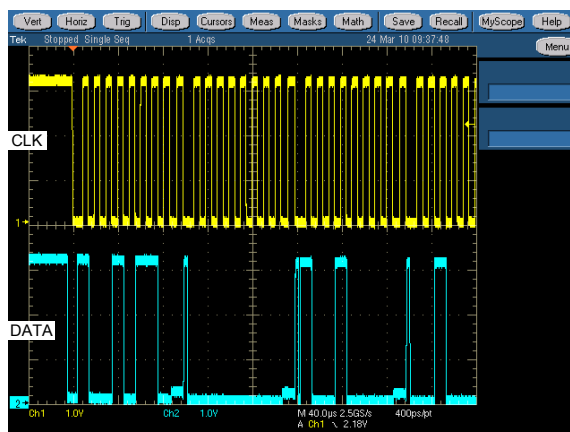 Vert Horiz Trig Disp Cursors Meas Masks Math Save Recall MyScope Help
Tek Stopped Single Seq 1 Acqs 24 Mar 10 09:37:48
Menu
CLK
1
DATA
2
Ch1 1.0V Ch2 1.0V M 40.0µs 2.5GS/s 400ps/pt
A Ch1 ∖ 2.18V